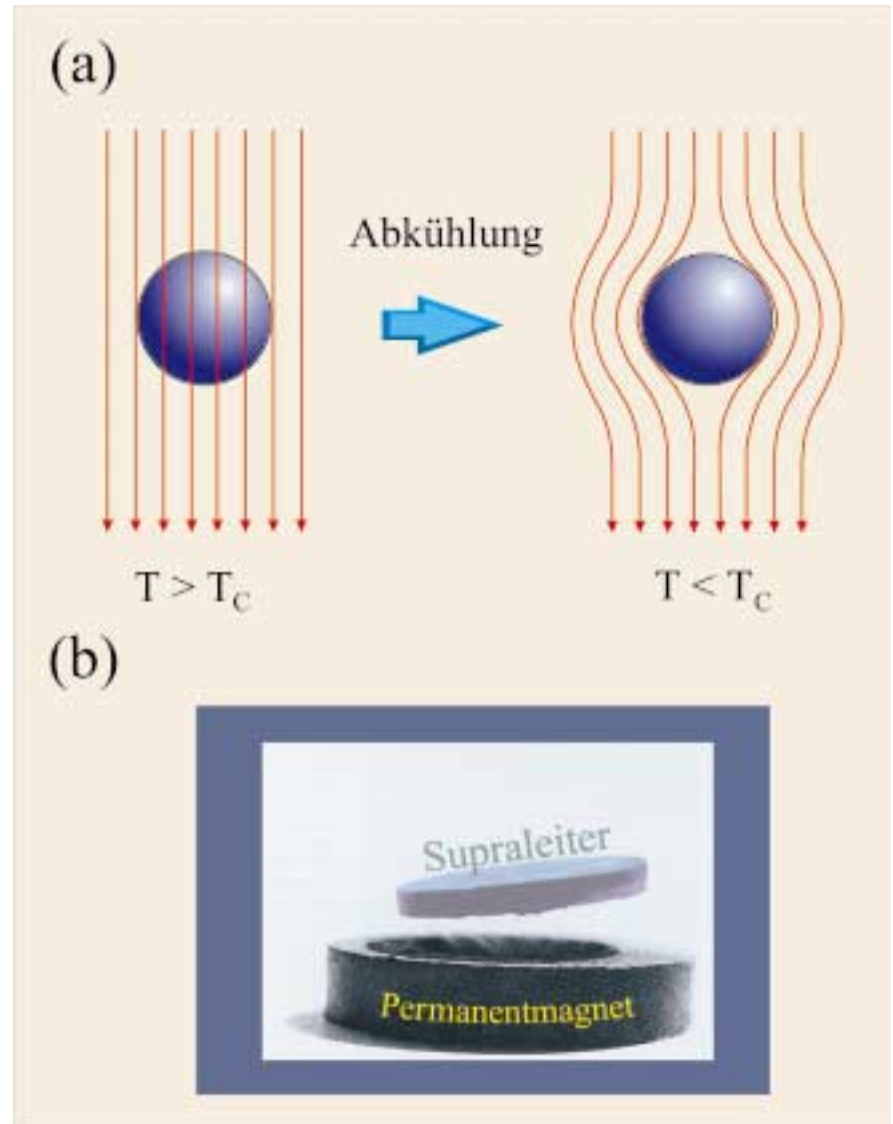 (a)
Abkühlung
T > T_C
T < T_C
(b)
Supraleiter
Permanentmagnet